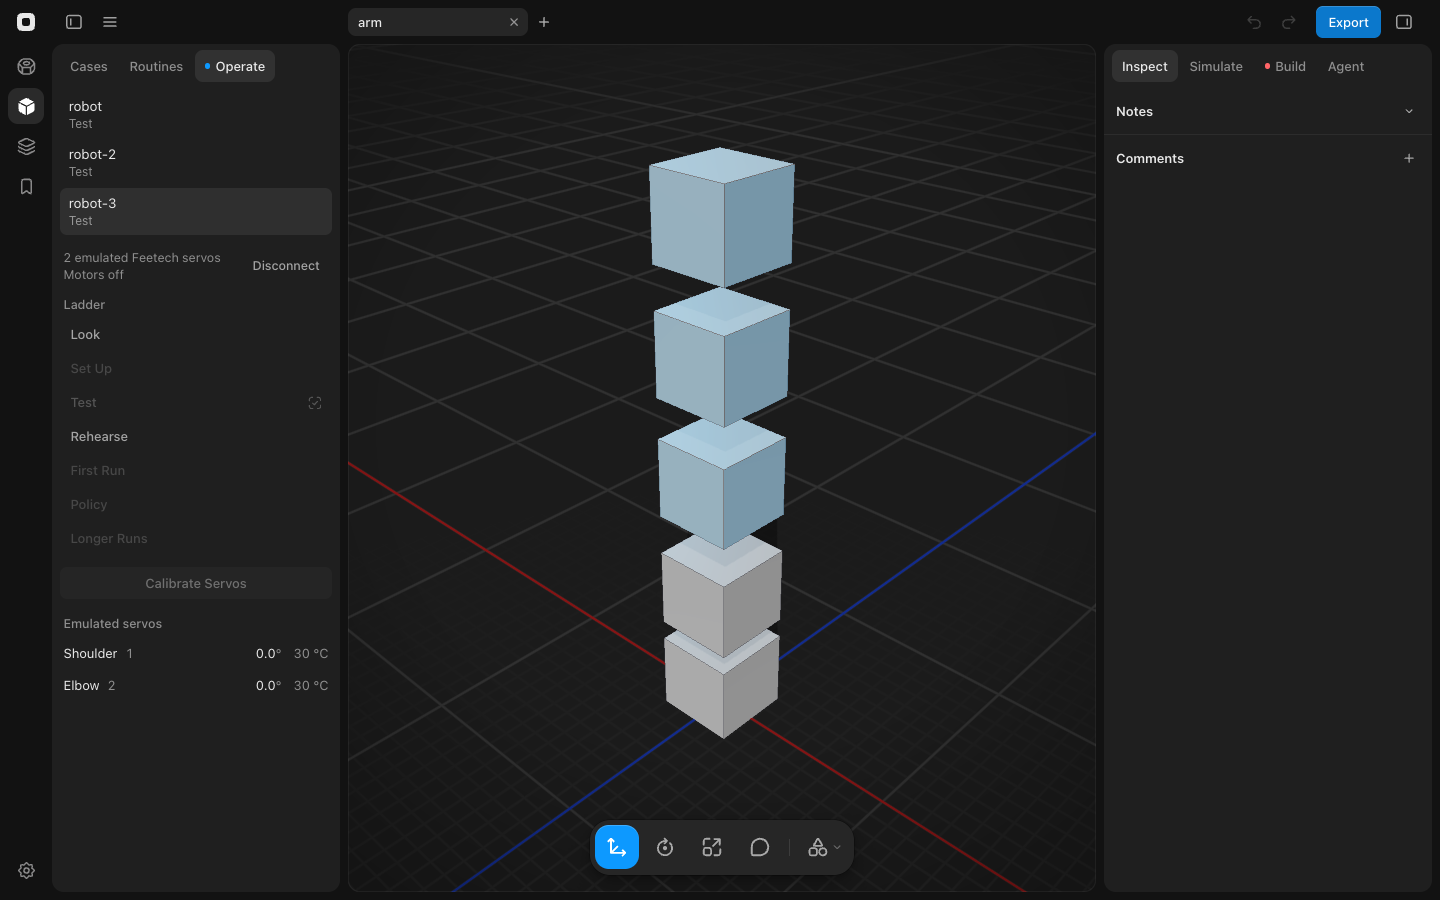 arm
Export
Cases
Routines
Operate
robot
Test
robot-2
Test
robot-3
Test
2 emulated Feetech servos
Motors off
Disconnect
Ladder
Look
Set Up
Test
Rehearse
First Run
Policy
Longer Runs
Calibrate Servos
Emulated servos
Shoulder 1 0.0° 30 °C
Elbow 2 0.0° 30 °C
Inspect
Simulate
Build
Agent
Notes
Comments